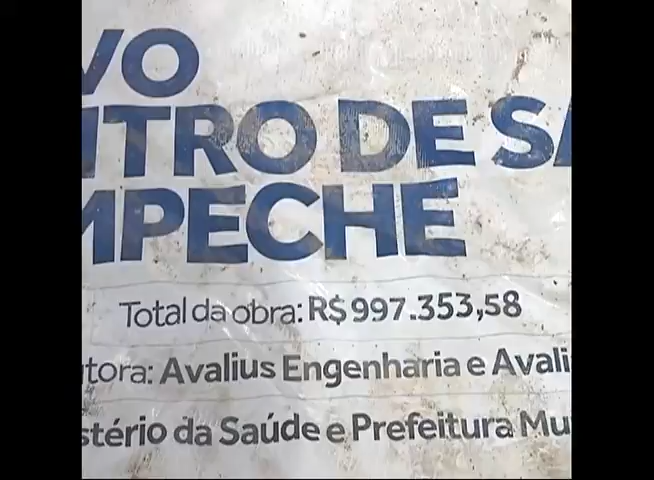 VO
NTRO DE SA
MPECHE
Total da obra: R$ 997.353,58
utora: Avalius Engenharia e Avali
stério da Saúde e Prefeitura Mu